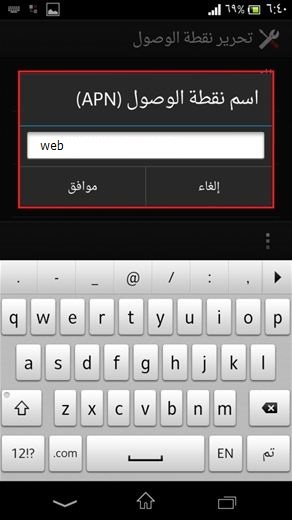 ٦:٤٠ ٦٩%
تحرير نقطة الوصول
اسم نقطة الوصول (APN)
web
إلغاء موافق
. - _ @ / : ,
q w e r t y u i o p
a s d f g h j k l
z x c v b n m
12!? .com EN تم